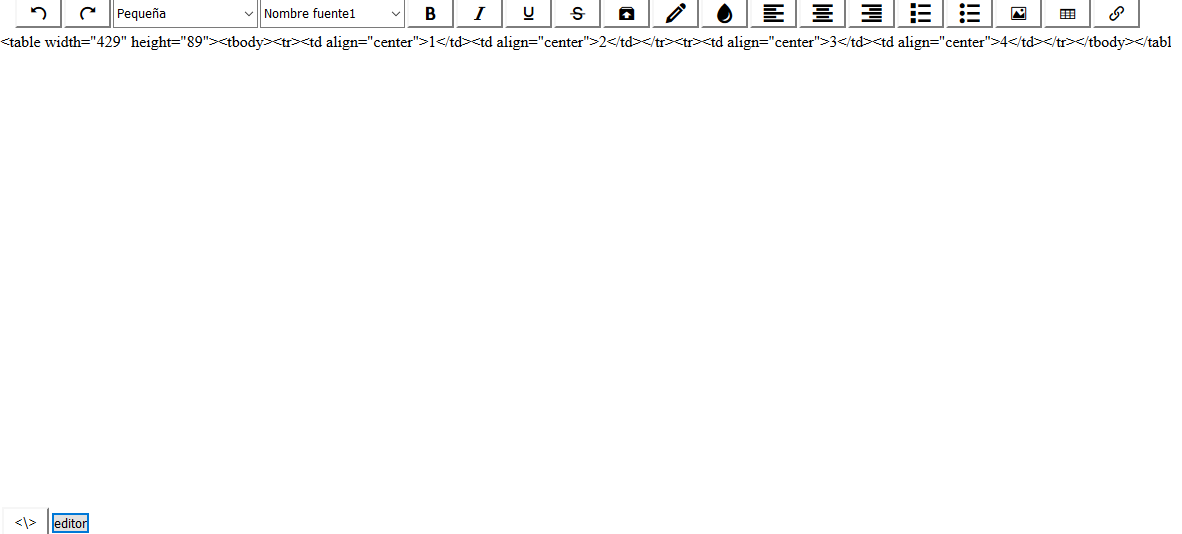 Pequeña Nombre fuente1 B I U S
<table width="429" height="89"><tbody><tr><td align="center">1</td><td align="center">2</td></tr><tr><td align="center">3</td><td align="center">4</td></tr></tbody></tabl
<\> editor